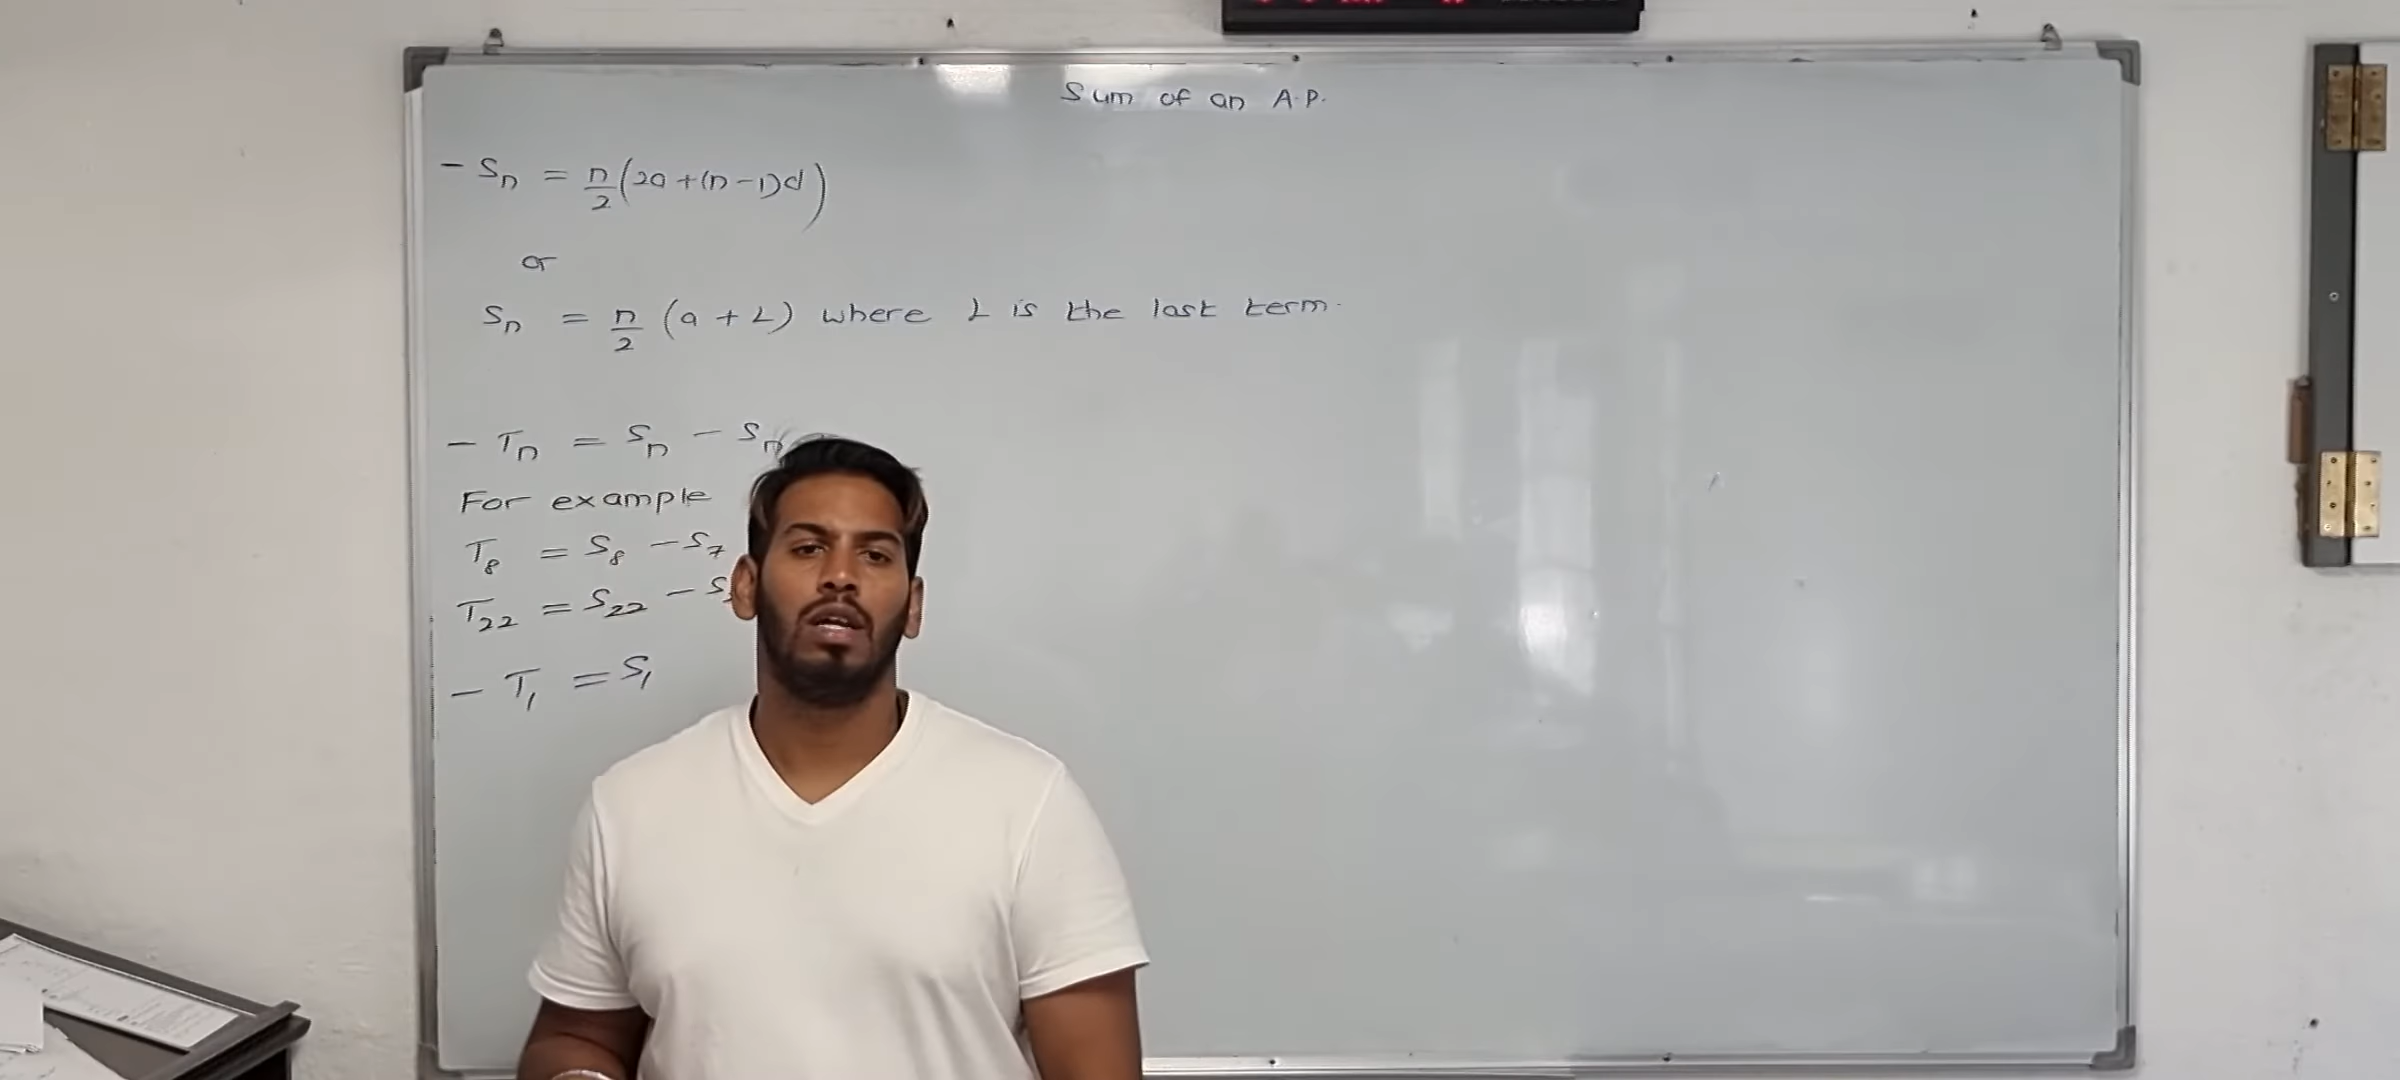 Sum of an A.P.
- Sn = n/2 (2a + (n - 1)d)
or
Sn = n/2 (a + L) where L is the last term.
- Tn = Sn - Sn
For example
T8 = S8 - S7
T22 = S22 - S
- T1 = S1